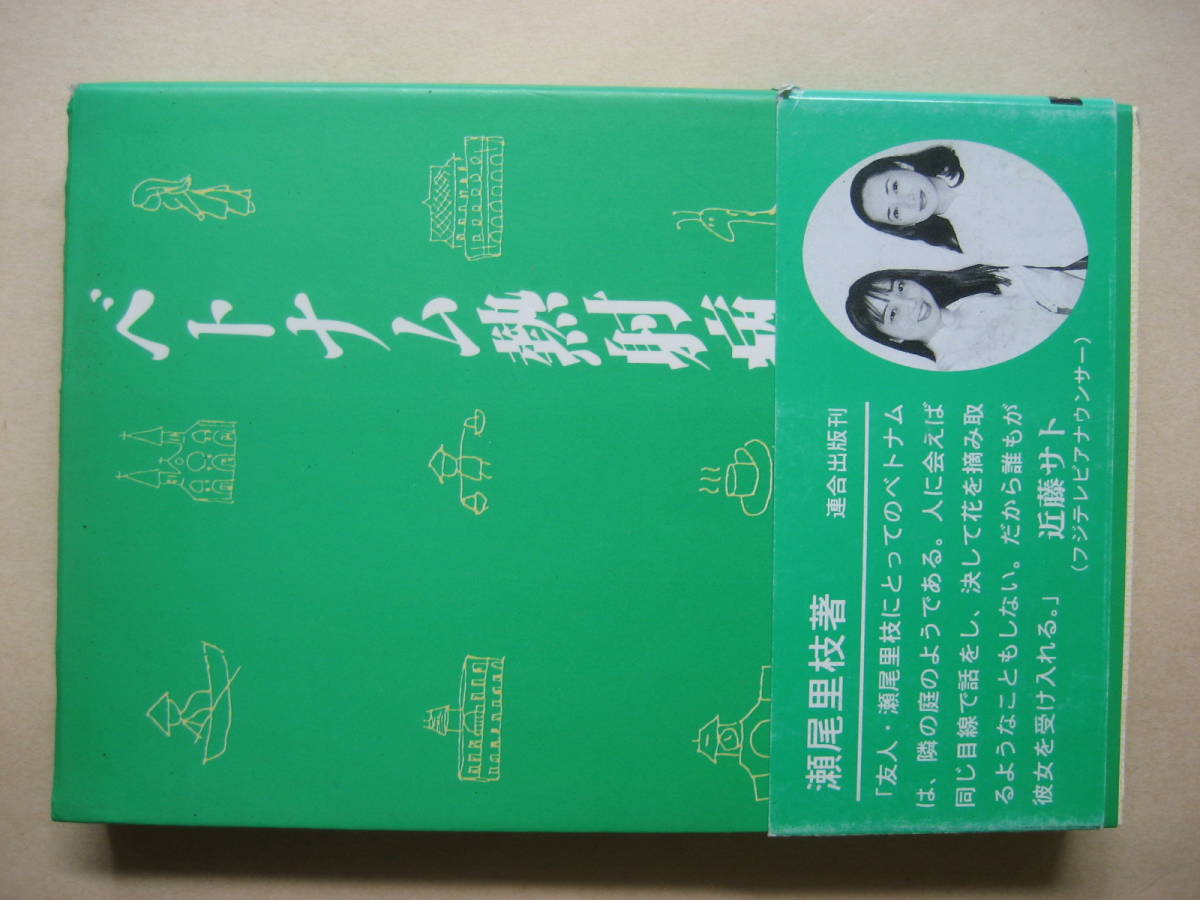 ベトナム熱射病
瀬尾里枝著
連合出版刊
「友人・瀬尾里枝にとってのベトナム
は、隣の庭のようである。人に会えば
同じ目線で話をし、決して花を摘み取
るようなこともしない。だから誰もが
彼女を受け入れる。」
近藤サト
（フジテレビアナウンサー）